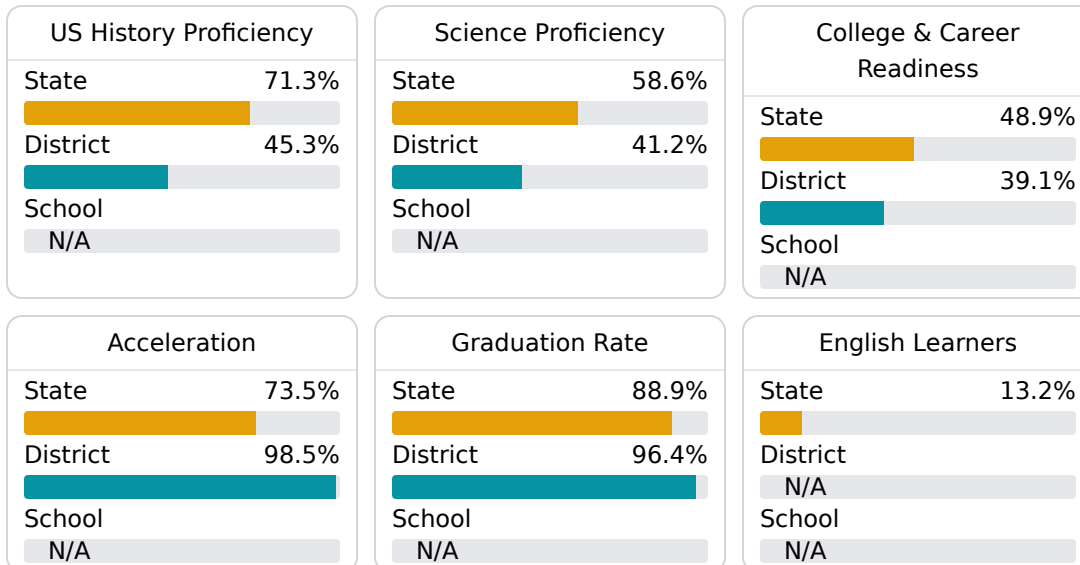 US History Proficiency
State 71.3%
District 45.3%
School
N/A
Science Proficiency
State 58.6%
District 41.2%
School
N/A
College & Career
Readiness
State 48.9%
District 39.1%
School
N/A
Acceleration
State 73.5%
District 98.5%
School
N/A
Graduation Rate
State 88.9%
District 96.4%
School
N/A
English Learners
State 13.2%
District
N/A
School
N/A